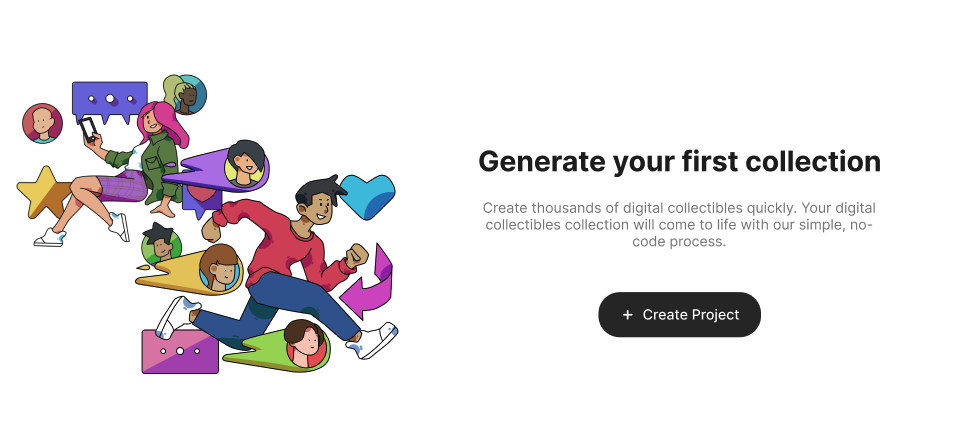 Generate your first collection
Create thousands of digital collectibles quickly. Your digital
collectibles collection will come to life with our simple, no-
code process.
+ Create Project